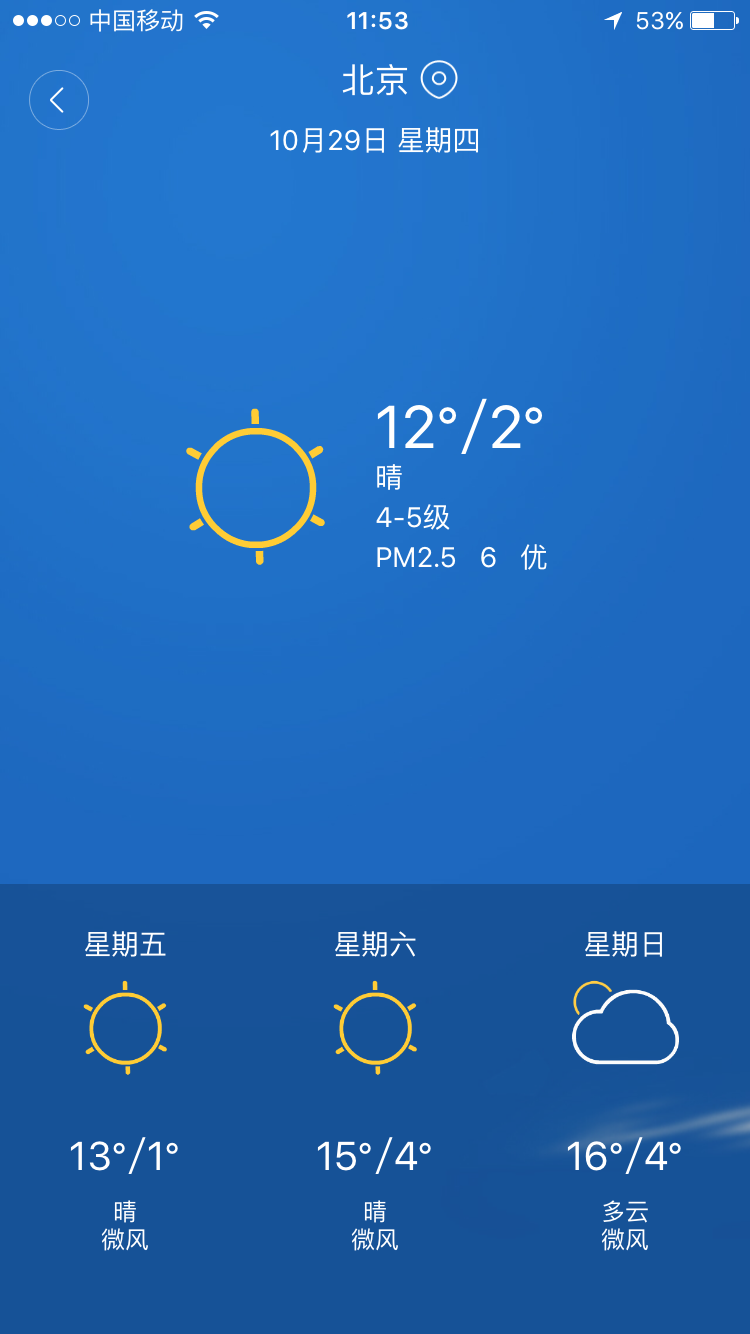 中国移动 11:53 53%
北京
10月29日 星期四
12°/2°
晴
4-5级
PM2.5 6 优
星期五 星期六 星期日
13°/1° 15°/4° 16°/4°
晴 晴 多云
微风 微风 微风